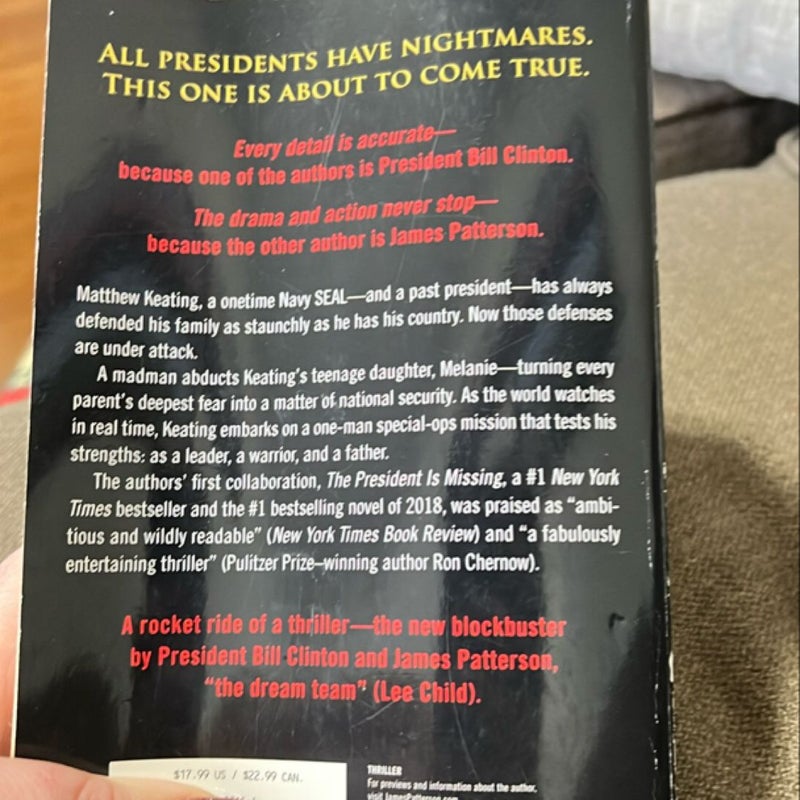 ALL PRESIDENTS HAVE NIGHTMARES.
THIS ONE IS ABOUT TO COME TRUE.
Every detail is accurate—
because one of the authors is President Bill Clinton.
The drama and action never stop—
because the other author is James Patterson.
Matthew Keating, a onetime Navy SEAL—and a past president—has always
defended his family as staunchly as he has his country. Now those defenses
are under attack.
A madman abducts Keating's teenage daughter, Melanie—turning every
parent's deepest fear into a matter of national security. As the world watches
in real time, Keating embarks on a one-man special-ops mission that tests his
strengths: as a leader, a warrior, and a father.
The authors' first collaboration, The President Is Missing, a #1 New York
Times bestseller and the #1 bestselling novel of 2018, was praised as “ambi-
tious and wildly readable” (New York Times Book Review) and “a fabulously
entertaining thriller” (Pulitzer Prize–winning author Ron Chernow).
A rocket ride of a thriller—the new blockbuster
by President Bill Clinton and James Patterson,
“the dream team” (Lee Child).
$17.99 US / $22.99 CAN.
THRILLER
For previews and information about the author,
visit JamesPatterson.com